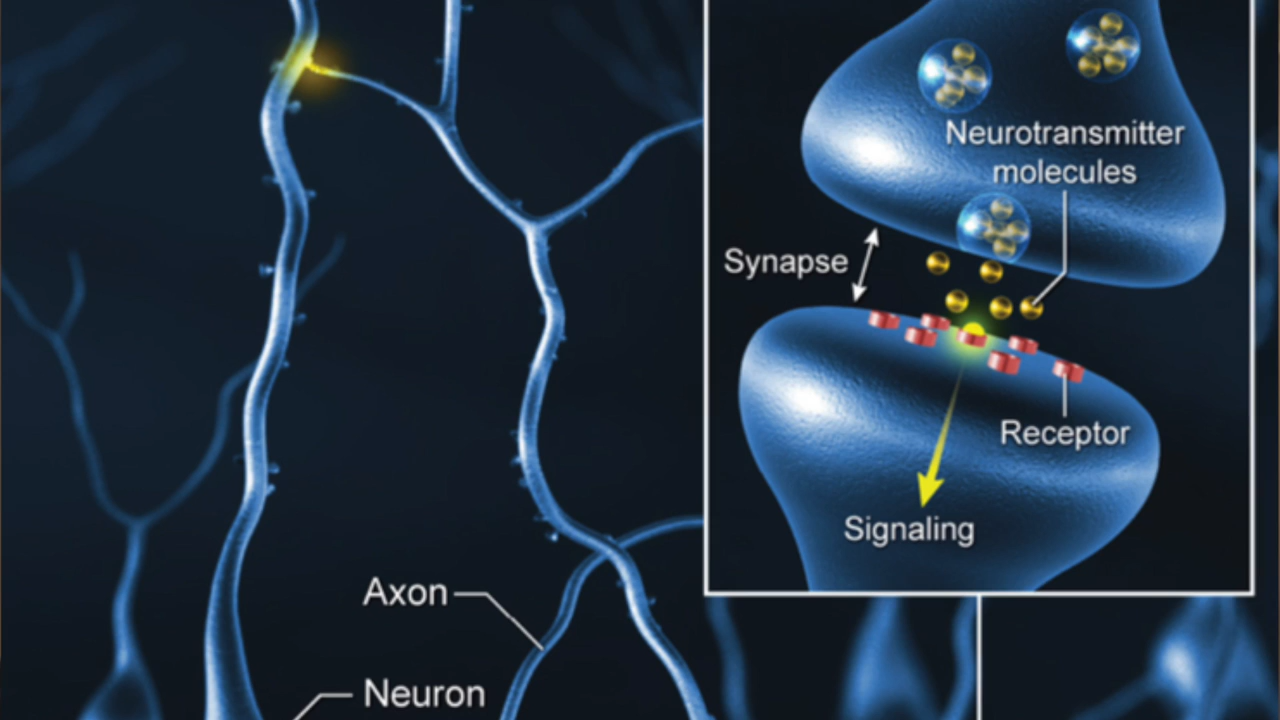 Neurotransmitter
molecules
Synapse
Receptor
Signaling
Axon
Neuron